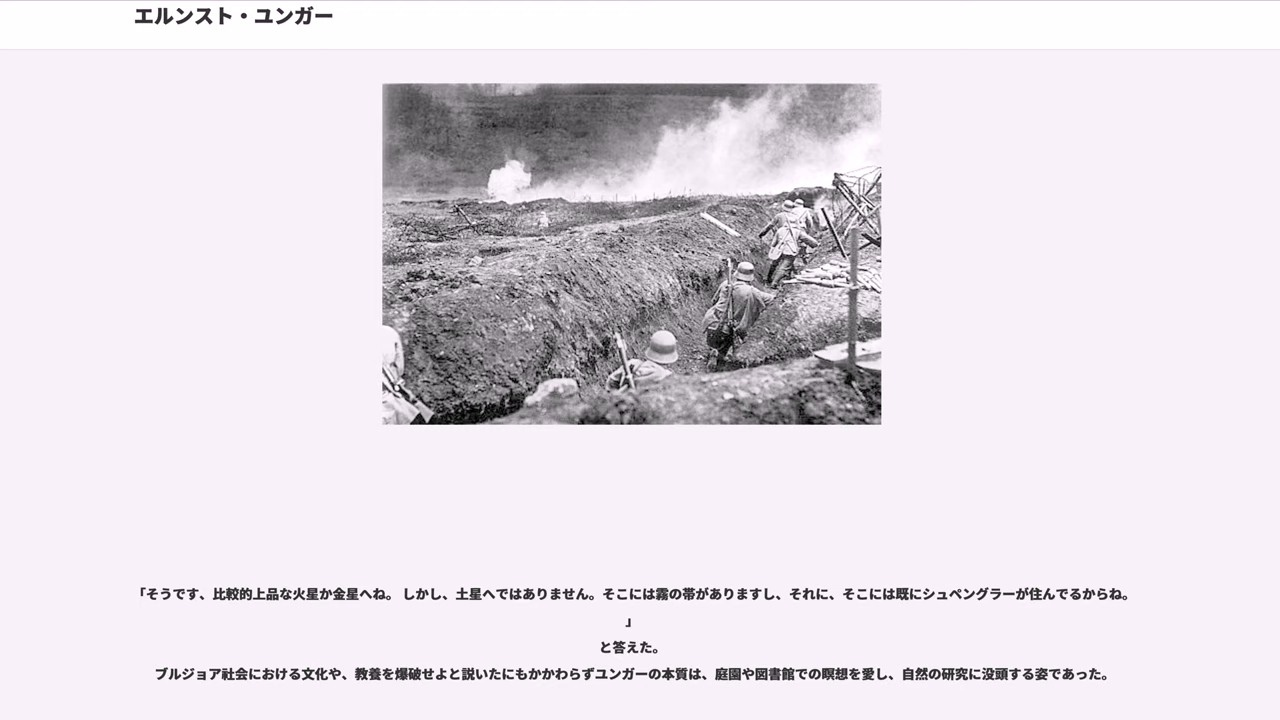 エルンスト・ユンガー
「そうです、比較的上品な火星か金星へね。 しかし、土星へではありません。そこには霧の帯がありますし、それに、そこには既にシュペングラーが住んでるからね。
」
と答えた。
ブルジョア社会における文化や、教養を爆破せよと説いたにもかかわらずユンガーの本質は、庭園や図書館での瞑想を愛し、自然の研究に没頭する姿であった。